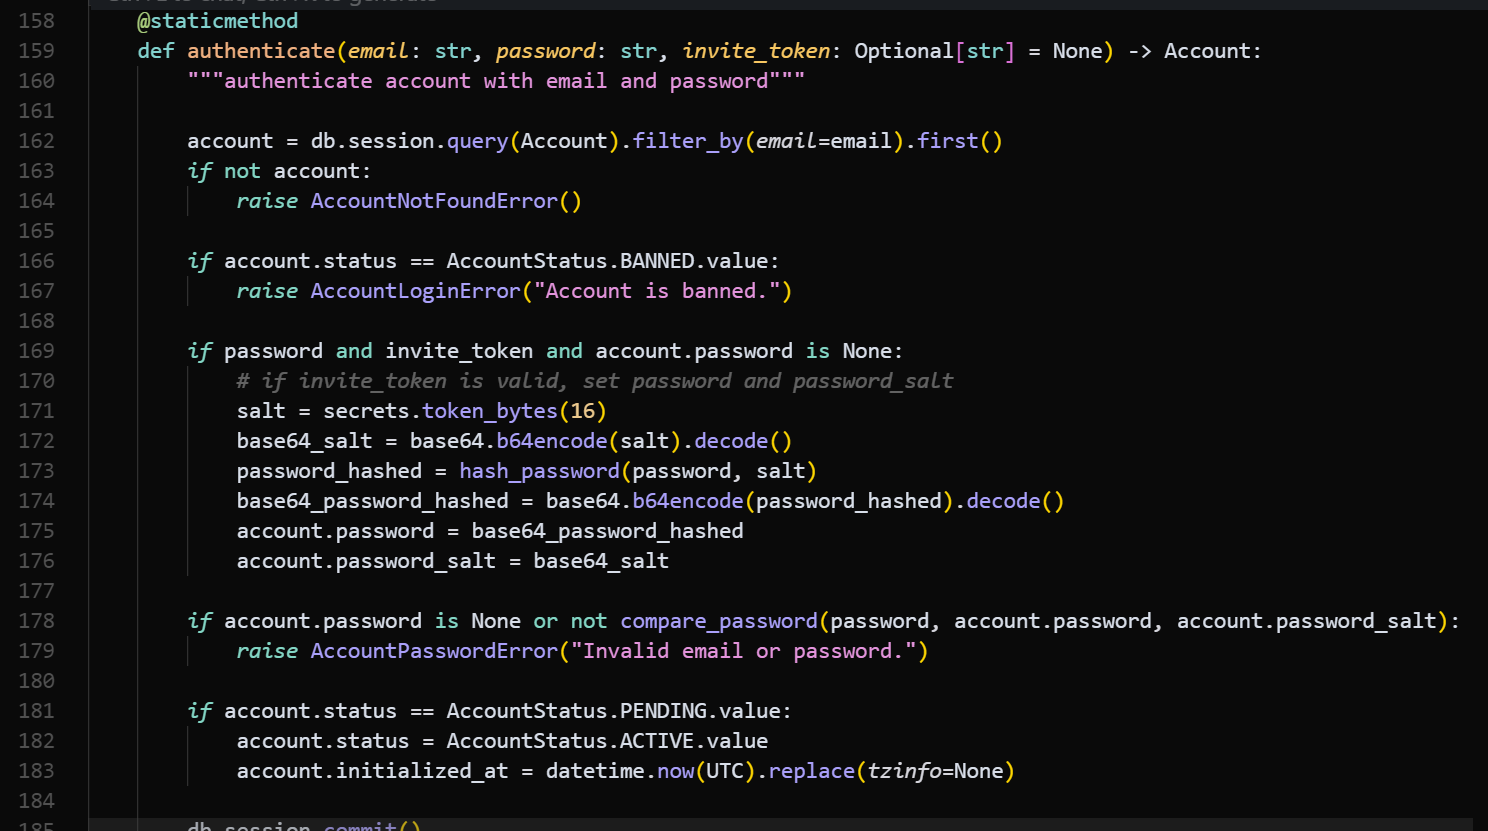 158 @staticmethod
159 def authenticate(email: str, password: str, invite_token: Optional[str] = None) -> Account:
160 """authenticate account with email and password"""
161
162 account = db.session.query(Account).filter_by(email=email).first()
163 if not account:
164 raise AccountNotFoundError()
165
166 if account.status == AccountStatus.BANNED.value:
167 raise AccountLoginError("Account is banned.")
168
169 if password and invite_token and account.password is None:
170 # if invite_token is valid, set password and password_salt
171 salt = secrets.token_bytes(16)
172 base64_salt = base64.b64encode(salt).decode()
173 password_hashed = hash_password(password, salt)
174 base64_password_hashed = base64.b64encode(password_hashed).decode()
175 account.password = base64_password_hashed
176 account.password_salt = base64_salt
177
178 if account.password is None or not compare_password(password, account.password, account.password_salt):
179 raise AccountPasswordError("Invalid email or password.")
180
181 if account.status == AccountStatus.PENDING.value:
182 account.status = AccountStatus.ACTIVE.value
183 account.initialized_at = datetime.now(UTC).replace(tzinfo=None)
184
185 db.session.commit()